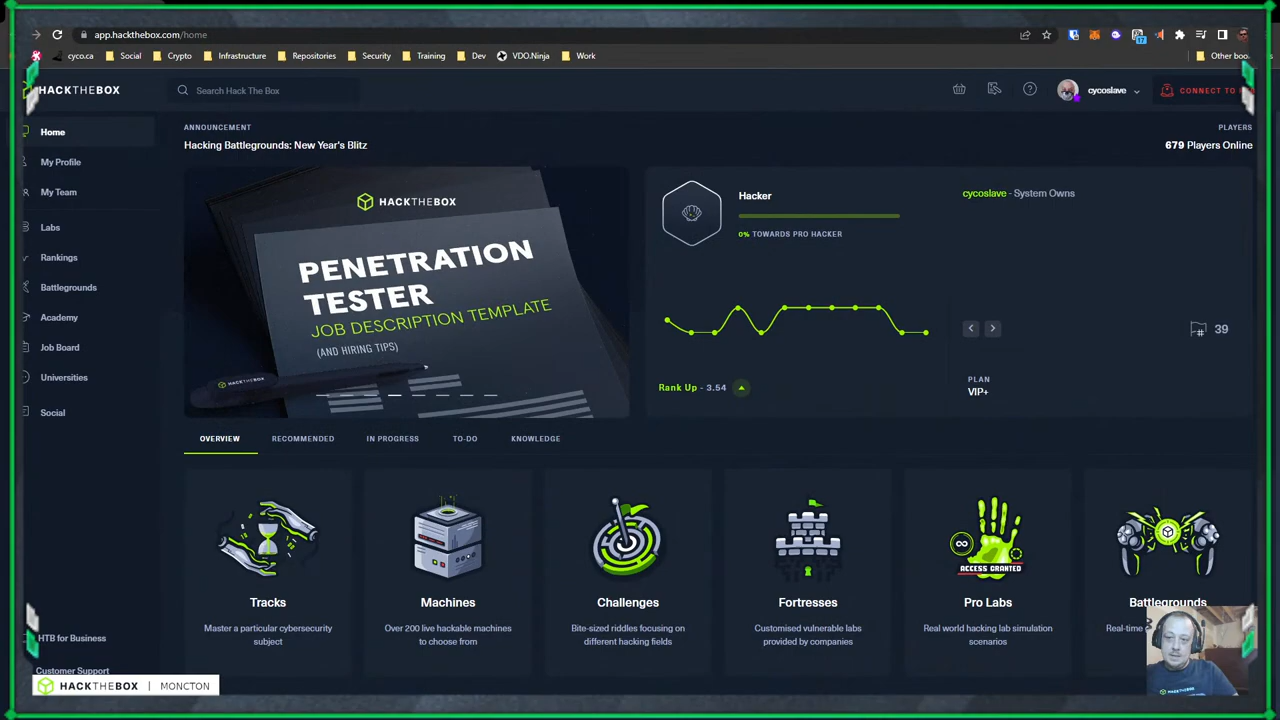 app.hackthebox.com/home
cyco.ca Social Crypto Infrastructure Repositories Security Training Dev VDO.Ninja Work
17
HACKTHEBOX
Search Hack The Box
cycoslave
CONNECT TO
Home
My Profile
My Team
Labs
Rankings
Battlegrounds
Academy
Job Board
Universities
Social
HTB for Business
Customer Support
ANNOUNCEMENT
Hacking Battlegrounds: New Year's Blitz
PLAYERS
679 Players Online
HACKTHEBOX
PENETRATION
TESTER
JOB DESCRIPTION TEMPLATE
(AND HIRING TIPS)
HACKTHEBOX
Hacker
0% TOWARDS PRO HACKER
cycoslave - System Owns
39
Rank Up - 3.54
PLAN
VIP+
OVERVIEW RECOMMENDED IN PROGRESS TO-DO KNOWLEDGE
Tracks
Master a particular cybersecurity
subject
Machines
Over 200 live hackable machines
to choose from
Challenges
Bite-sized riddles focusing on
different hacking fields
Fortresses
Customised vulnerable labs
provided by companies
ACCESS GRANTED
Pro Labs
Real world hacking lab simulation
scenarios
Battlegrounds
Real-time
HACKTHEBOX | MONCTON